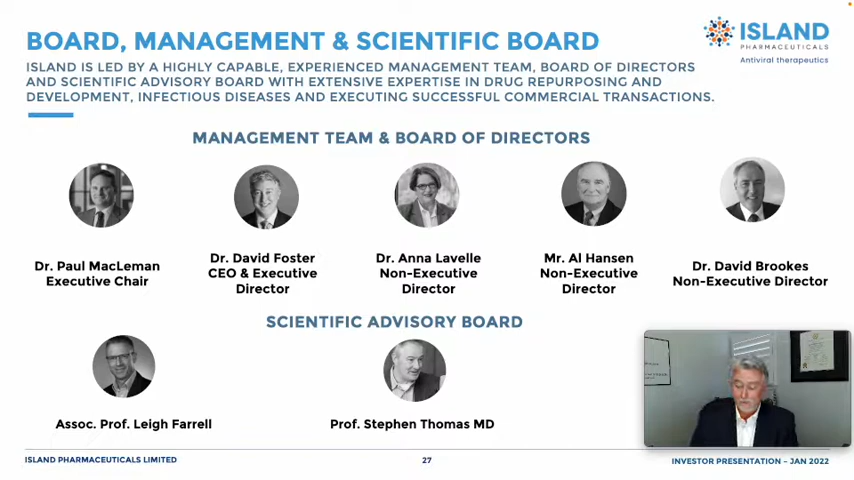 BOARD, MANAGEMENT & SCIENTIFIC BOARD
ISLAND
PHARMACEUTICALS
Antiviral therapeutics
ISLAND IS LED BY A HIGHLY CAPABLE, EXPERIENCED MANAGEMENT TEAM, BOARD OF DIRECTORS
AND SCIENTIFIC ADVISORY BOARD WITH EXTENSIVE EXPERTISE IN DRUG REPURPOSING AND
DEVELOPMENT, INFECTIOUS DISEASES AND EXECUTING SUCCESSFUL COMMERCIAL TRANSACTIONS.
MANAGEMENT TEAM & BOARD OF DIRECTORS
Dr. Paul MacLeman
Executive Chair
Dr. David Foster
CEO & Executive
Director
Dr. Anna Lavelle
Non-Executive
Director
Mr. Al Hansen
Non-Executive
Director
Dr. David Brookes
Non-Executive Director
SCIENTIFIC ADVISORY BOARD
Assoc. Prof. Leigh Farrell
Prof. Stephen Thomas MD
ISLAND PHARMACEUTICALS LIMITED
27
INVESTOR PRESENTATION – JAN 2022